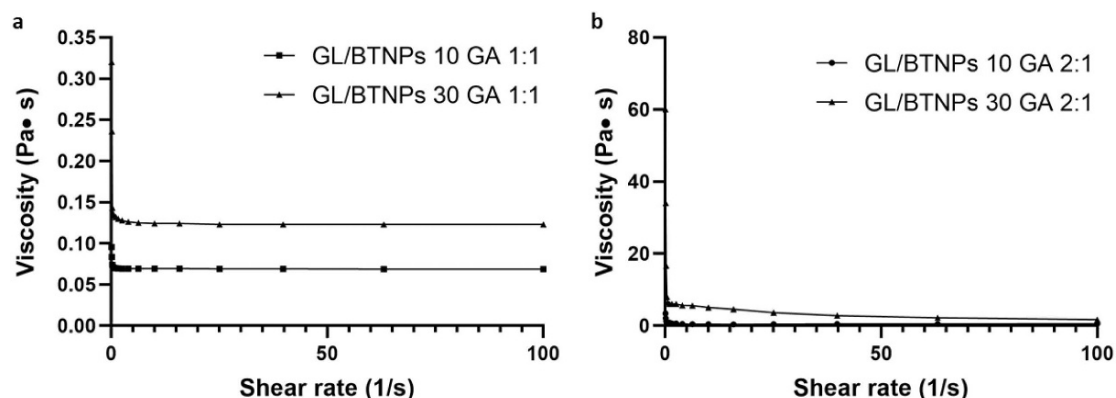 a
0.35
0.30
0.25
0.20
0.15
0.10
0.05
0.00
Viscosity (Pa• s)
GL/BTNPs 10 GA 1:1
GL/BTNPs 30 GA 1:1
0
50
100
Shear rate (1/s)
b
80
60
40
20
0
Viscosity (Pa• s)
GL/BTNPs 10 GA 2:1
GL/BTNPs 30 GA 2:1
0
50
100
Shear rate (1/s)